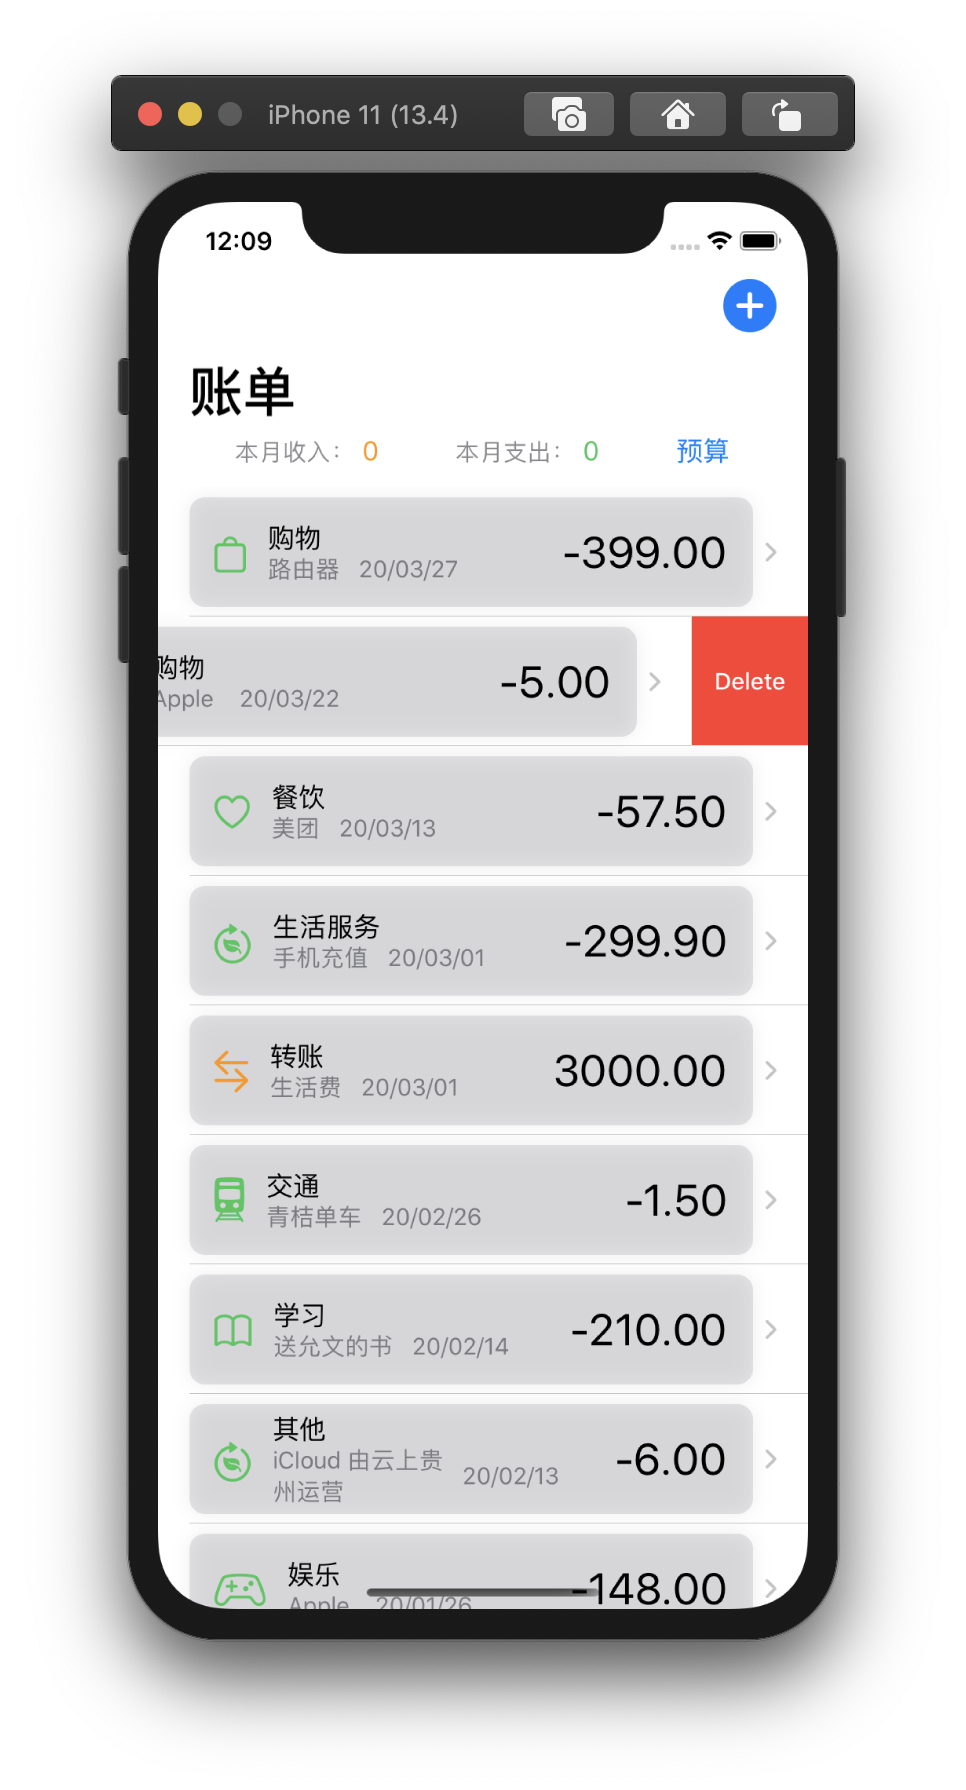 iPhone 11 (13.4)
12:09
账单
本月收入： 0 本月支出： 0 预算
购物
路由器 20/03/27 -399.00
购物
Apple 20/03/22 -5.00 Delete
餐饮
美团 20/03/13 -57.50
生活服务
手机充值 20/03/01 -299.90
转账
生活费 20/03/01 3000.00
交通
青桔单车 20/02/26 -1.50
学习
送允文的书 20/02/14 -210.00
其他
iCloud 由云上贵
州运营 20/02/13 -6.00
娱乐
Apple 20/01/26 -148.00